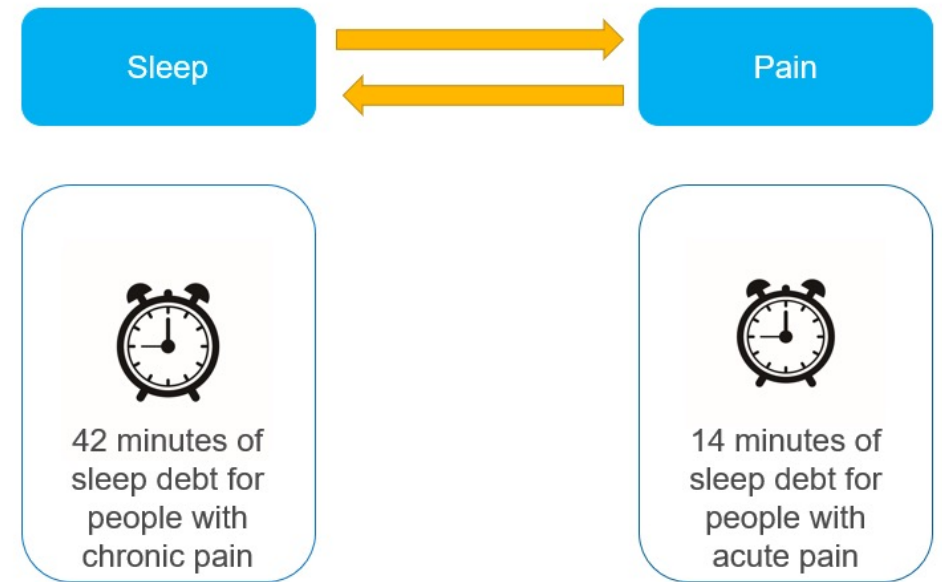 Sleep
Pain
42 minutes of
sleep debt for
people with
chronic pain
14 minutes of
sleep debt for
people with
acute pain